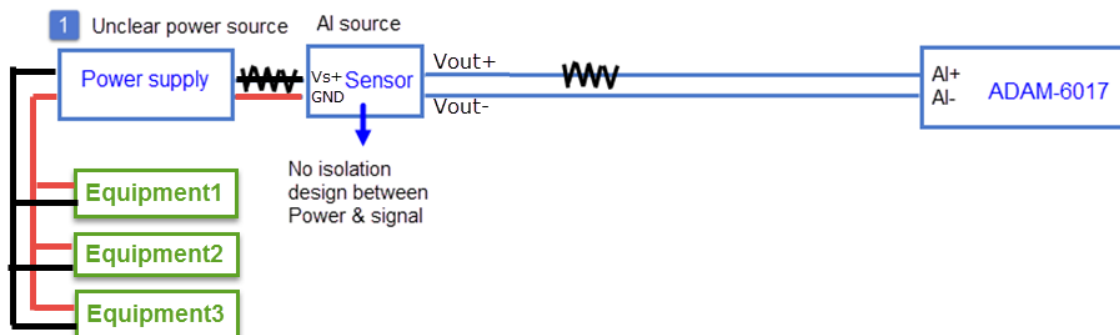 1 Unclear power source
AI source
Power supply
Vs+
GND
Sensor
Vout+
Vout-
AI+
AI-
ADAM-6017
No isolation
design between
Power & signal
Equipment1
Equipment2
Equipment3